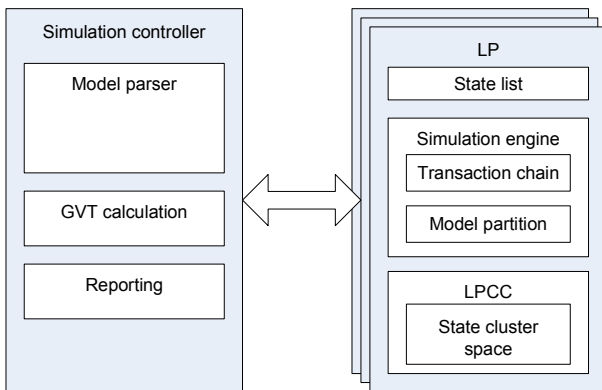 Simulation controller
Model parser
GVT calculation
Reporting
LP
State list
Simulation engine
Transaction chain
Model partition
LPCC
State cluster
space